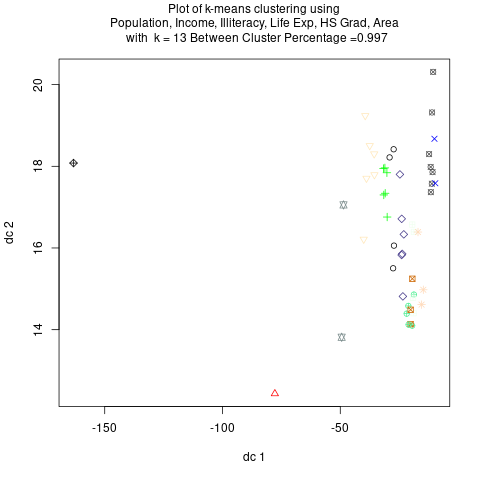 Plot of k-means clustering using
Population, Income, Illiteracy, Life Exp, HS Grad, Area
with k = 13 Between Cluster Percentage =0.997
20
18
16
14
dc 2
-150
-100
-50
dc 1